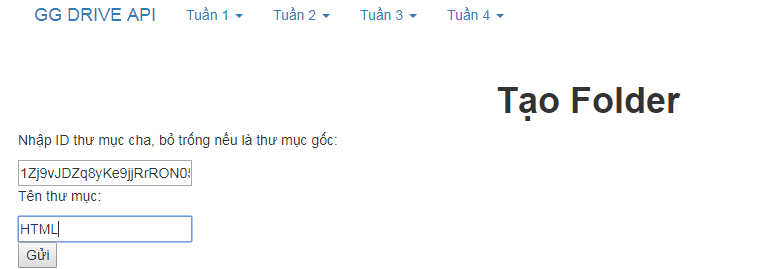 GG DRIVE API Tuần 1 Tuần 2 Tuần 3 Tuần 4
Tạo Folder
Nhập ID thư mục cha, bỏ trống nếu là thư mục gốc:
1Zj9vJDZq8yKe9jjRrRON05
Tên thư mục:
HTML
Gửi